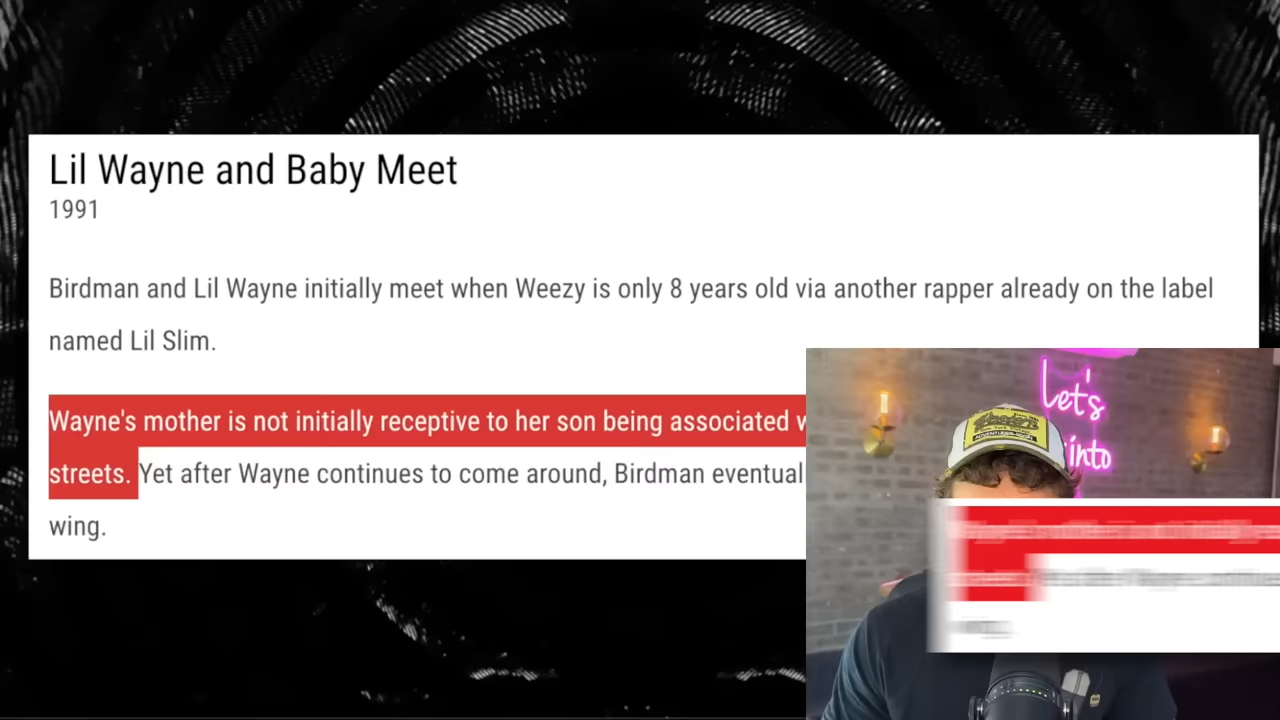 Lil Wayne and Baby Meet
1991
Birdman and Lil Wayne initially meet when Weezy is only 8 years old via another rapper already on the label
named Lil Slim.
Wayne's mother is not initially receptive to her son being associated
streets. Yet after Wayne continues to come around, Birdman
wing.
Let's
into